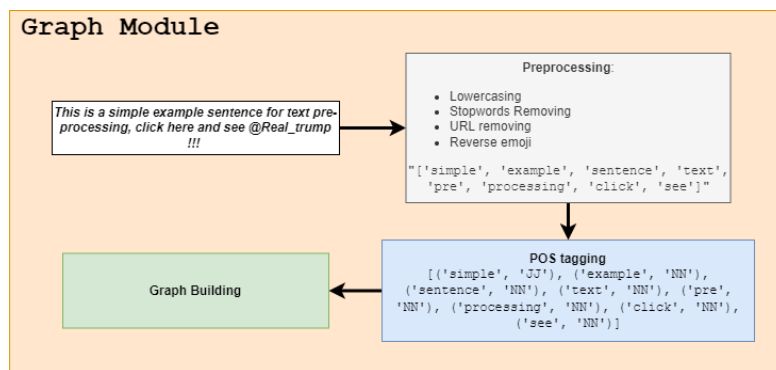 Graph Module
This is a simple example sentence for text pre-
processing, click here and see @Real_trump
!!!
Preprocessing:
• Lowercasing
• Stopwords Removing
• URL removing
• Reverse emoji
"['simple', 'example', 'sentence', 'text',
'pre', 'processing', 'click', 'see']"
POS tagging
[('simple', 'JJ'), ('example', 'NN'),
('sentence', 'NN'), ('text', 'NN'), ('pre',
'NN'), ('processing', 'NN'), ('click', 'NN'),
('see', 'NN')]
Graph Building